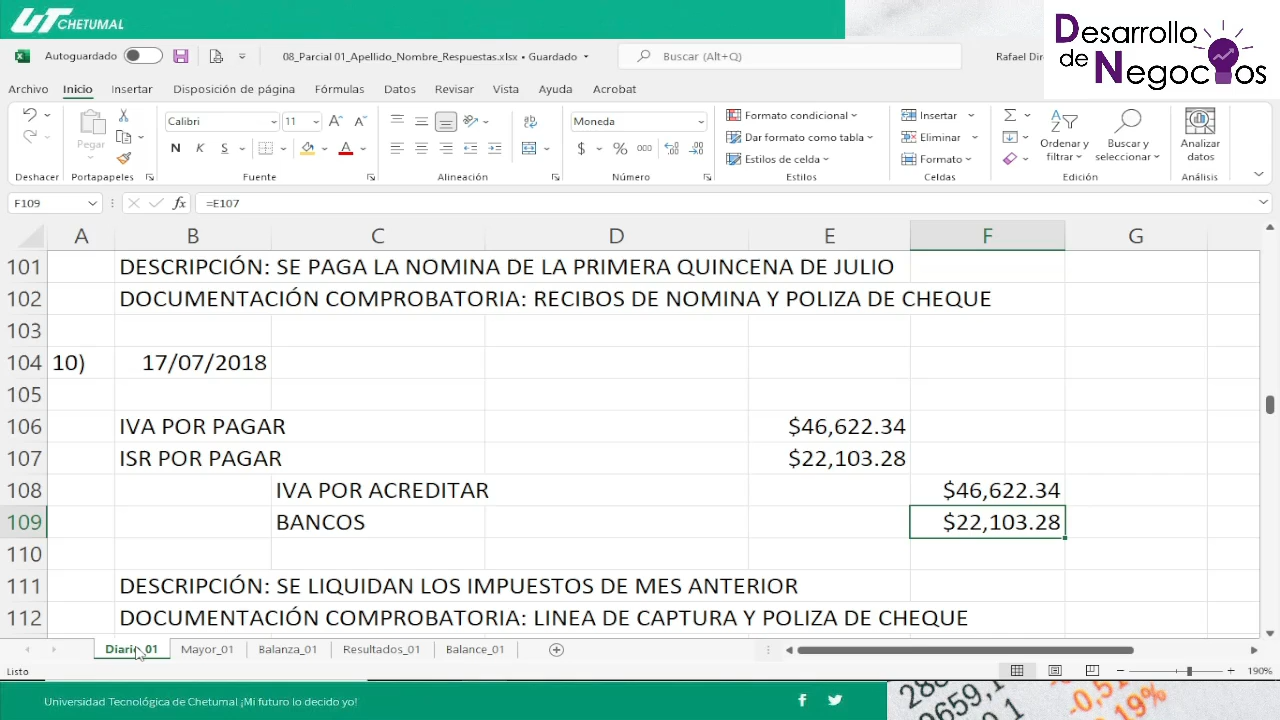 UT CHETUMAL
Desarrollo de Negocios
Autoguardado
08_Parcial 01_Apellido_Nombre_Respuestas.xlsx • Guardado
Buscar (Alt+Q)
Rafael Dir
Archivo Inicio Insertar Disposición de página Fórmulas Datos Revisar Vista Ayuda Acrobat
Pegar
Calibri 11
N K S
Moneda
$ % 000
Formato condicional
Dar formato como tabla
Estilos de celda
Insertar
Eliminar
Formato
Ordenar y filtrar
Buscar y seleccionar
Analizar datos
Deshacer Portapapeles Fuente Alineación Número Estilos Celdas Edición Análisis
F109 fx =E107
A B C D E F G
101 DESCRIPCIÓN: SE PAGA LA NOMINA DE LA PRIMERA QUINCENA DE JULIO
102 DOCUMENTACIÓN COMPROBATORIA: RECIBOS DE NOMINA Y POLIZA DE CHEQUE
103
104 10) 17/07/2018
105
106 IVA POR PAGAR $46,622.34
107 ISR POR PAGAR $22,103.28
108 IVA POR ACREDITAR $46,622.34
109 BANCOS $22,103.28
110
111 DESCRIPCIÓN: SE LIQUIDAN LOS IMPUESTOS DE MES ANTERIOR
112 DOCUMENTACIÓN COMPROBATORIA: LINEA DE CAPTURA Y POLIZA DE CHEQUE
Diario_01 Mayor_01 Balanza_01 Resultados_01 Balance_01
Listo
190%
Universidad Tecnológica de Chetumal ¡Mi futuro lo decido yo!